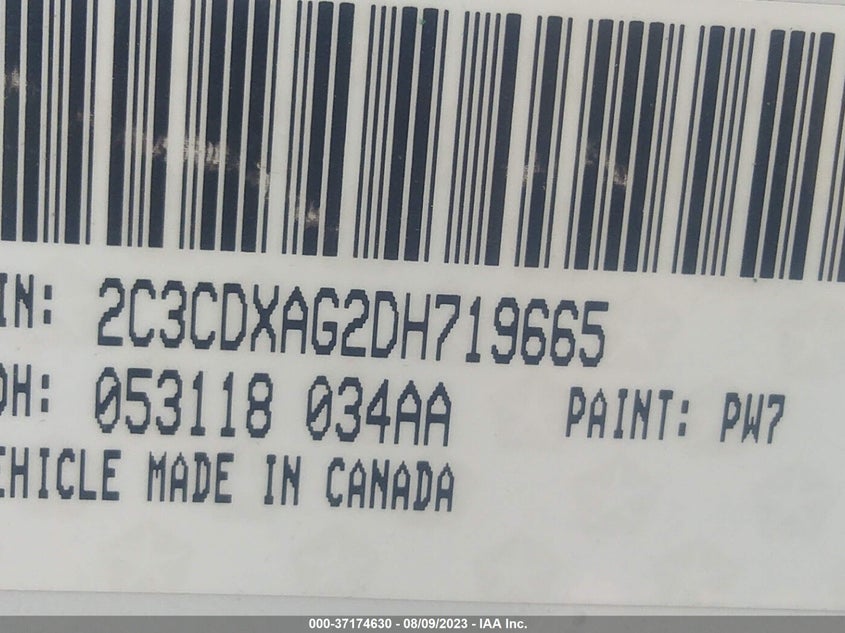 IN: 2C3CDXAG2DH719665
DH: 053118 034AA PAINT: PW7
EHICLE MADE IN CANADA
000-37174630 - 08/09/2023 - IAA Inc.